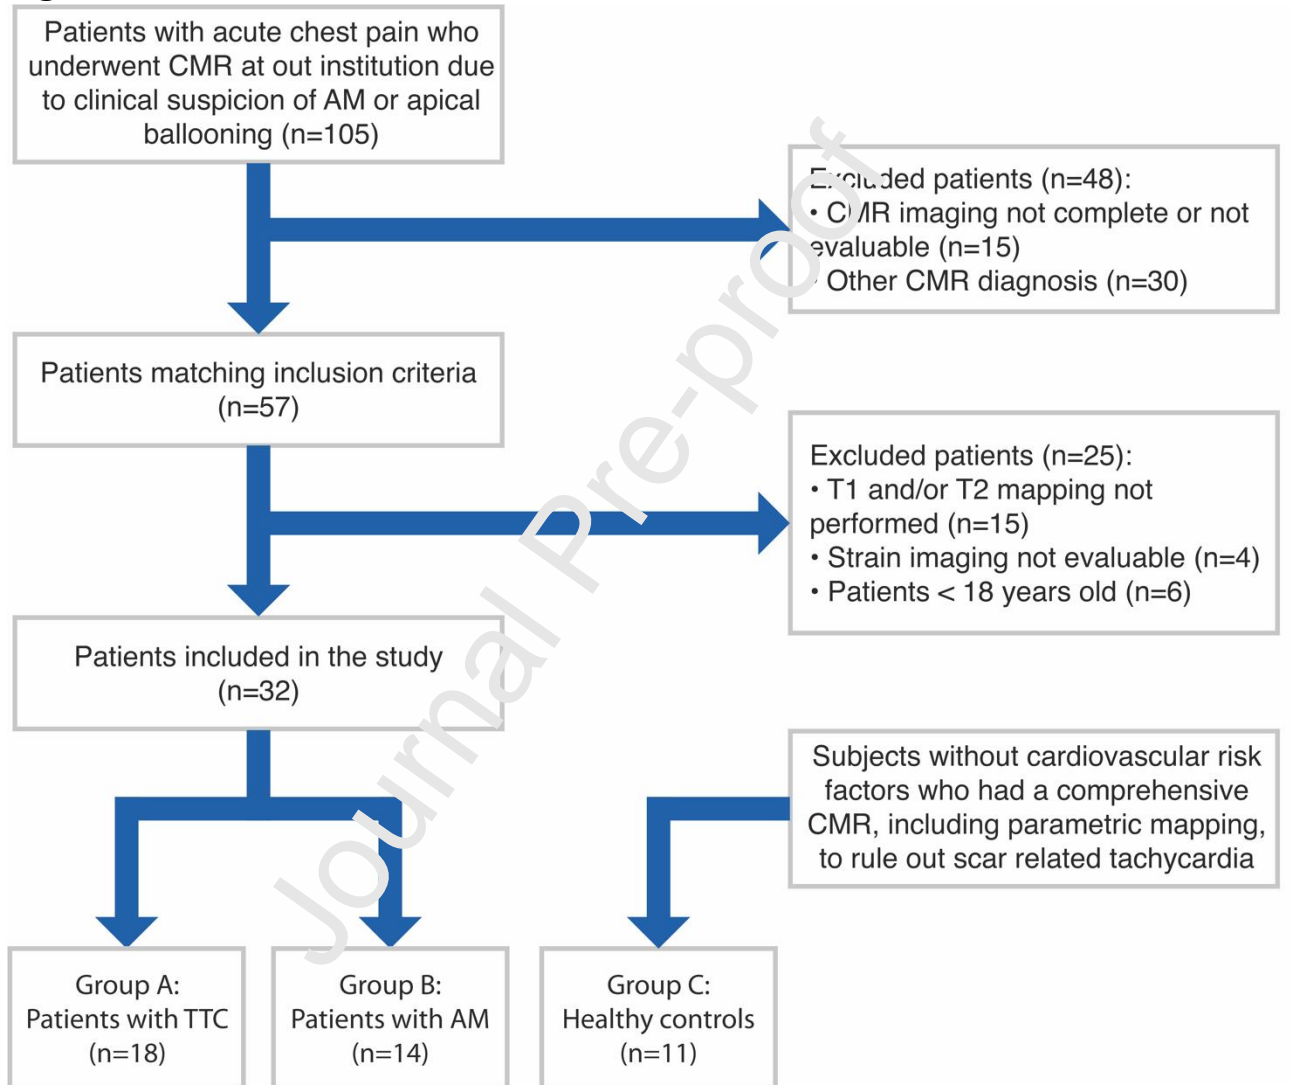 Patients with acute chest pain who
underwent CMR at out institution due
to clinical suspicion of AM or apical
ballooning (n=105)
Excluded patients (n=48):
• CMR imaging not complete or not
evaluable (n=15)
• Other CMR diagnosis (n=30)
Patients matching inclusion criteria
(n=57)
Excluded patients (n=25):
• T1 and/or T2 mapping not
performed (n=15)
• Strain imaging not evaluable (n=4)
• Patients < 18 years old (n=6)
Patients included in the study
(n=32)
Subjects without cardiovascular risk
factors who had a comprehensive
CMR, including parametric mapping,
to rule out scar related tachycardia
Group A:
Patients with TTC
(n=18)
Group B:
Patients with AM
(n=14)
Group C:
Healthy controls
(n=11)
Journal Pre-proof